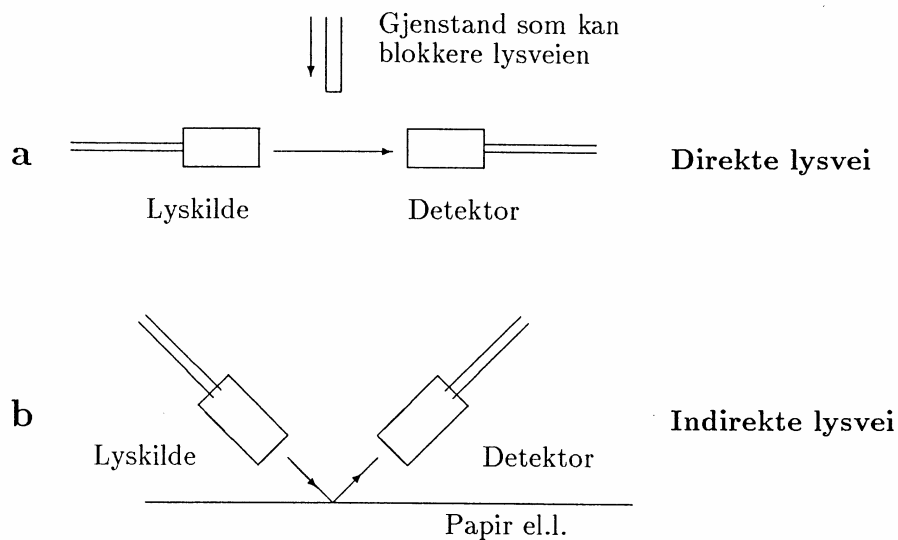 Gjenstand som kan
blokkere lysveien
a
Direkte lysvei
Lyskilde
Detektor
b
Indirekte lysvei
Lyskilde
Detektor
Papir el.l.